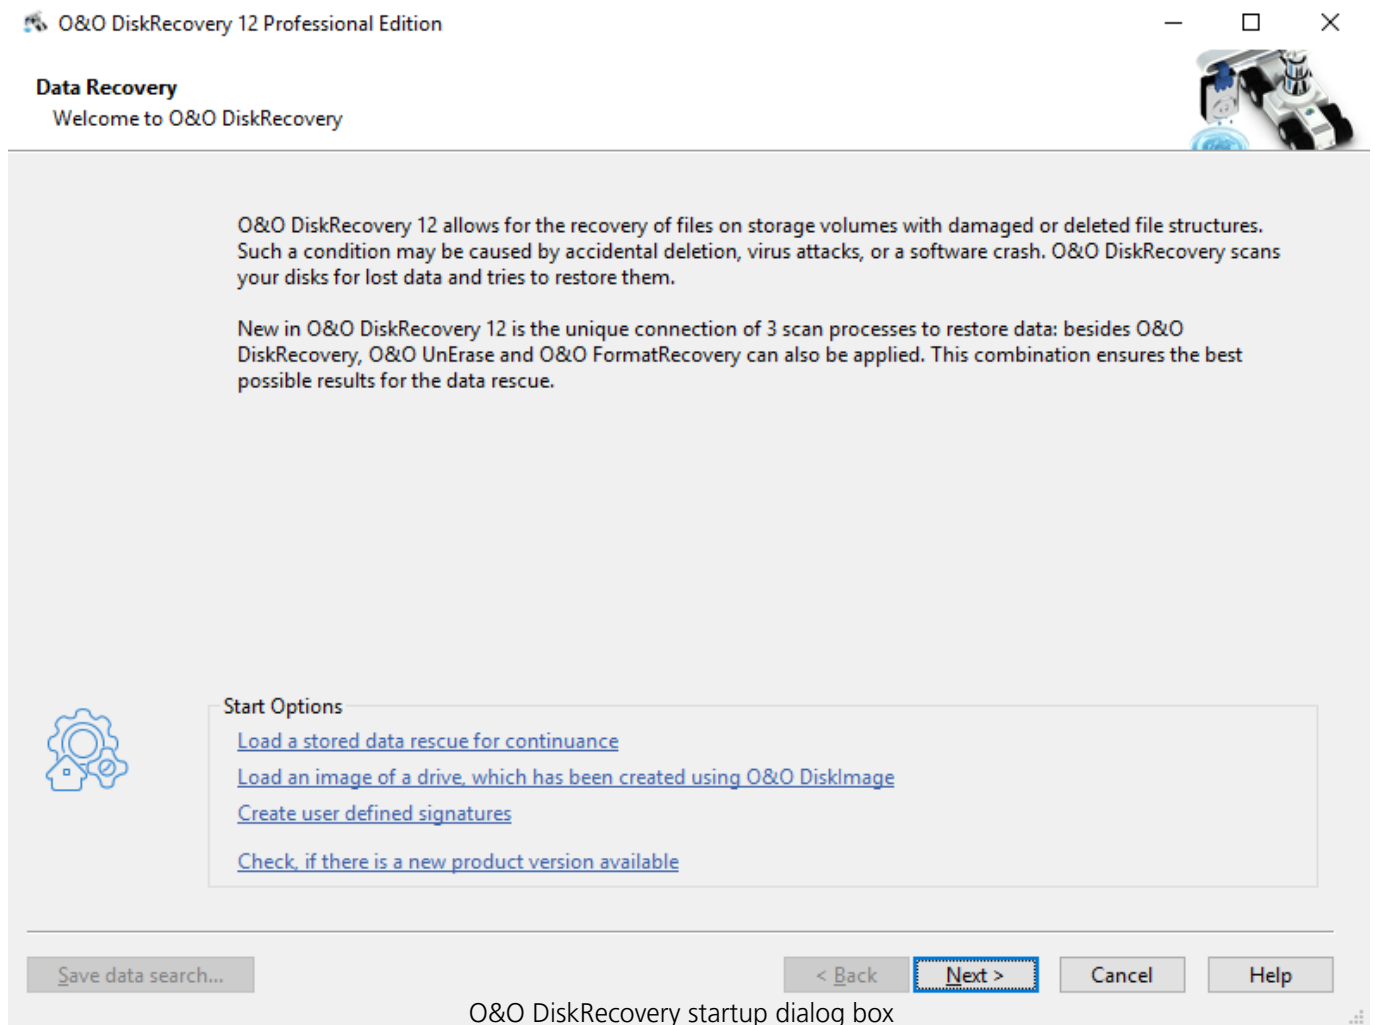 O&O DiskRecovery 12 Professional Edition
Data Recovery
Welcome to O&O DiskRecovery
O&O DiskRecovery 12 allows for the recovery of files on storage volumes with damaged or deleted file structures.
Such a condition may be caused by accidental deletion, virus attacks, or a software crash. O&O DiskRecovery scans
your disks for lost data and tries to restore them.
New in O&O DiskRecovery 12 is the unique connection of 3 scan processes to restore data: besides O&O
DiskRecovery, O&O UnErase and O&O FormatRecovery can also be applied. This combination ensures the best
possible results for the data rescue.
Start Options
Load a stored data rescue for continuance
Load an image of a drive, which has been created using O&O DiskImage
Create user defined signatures
Check, if there is a new product version available
Save data search...
< Back
Next >
Cancel
Help
O&O DiskRecovery startup dialog box